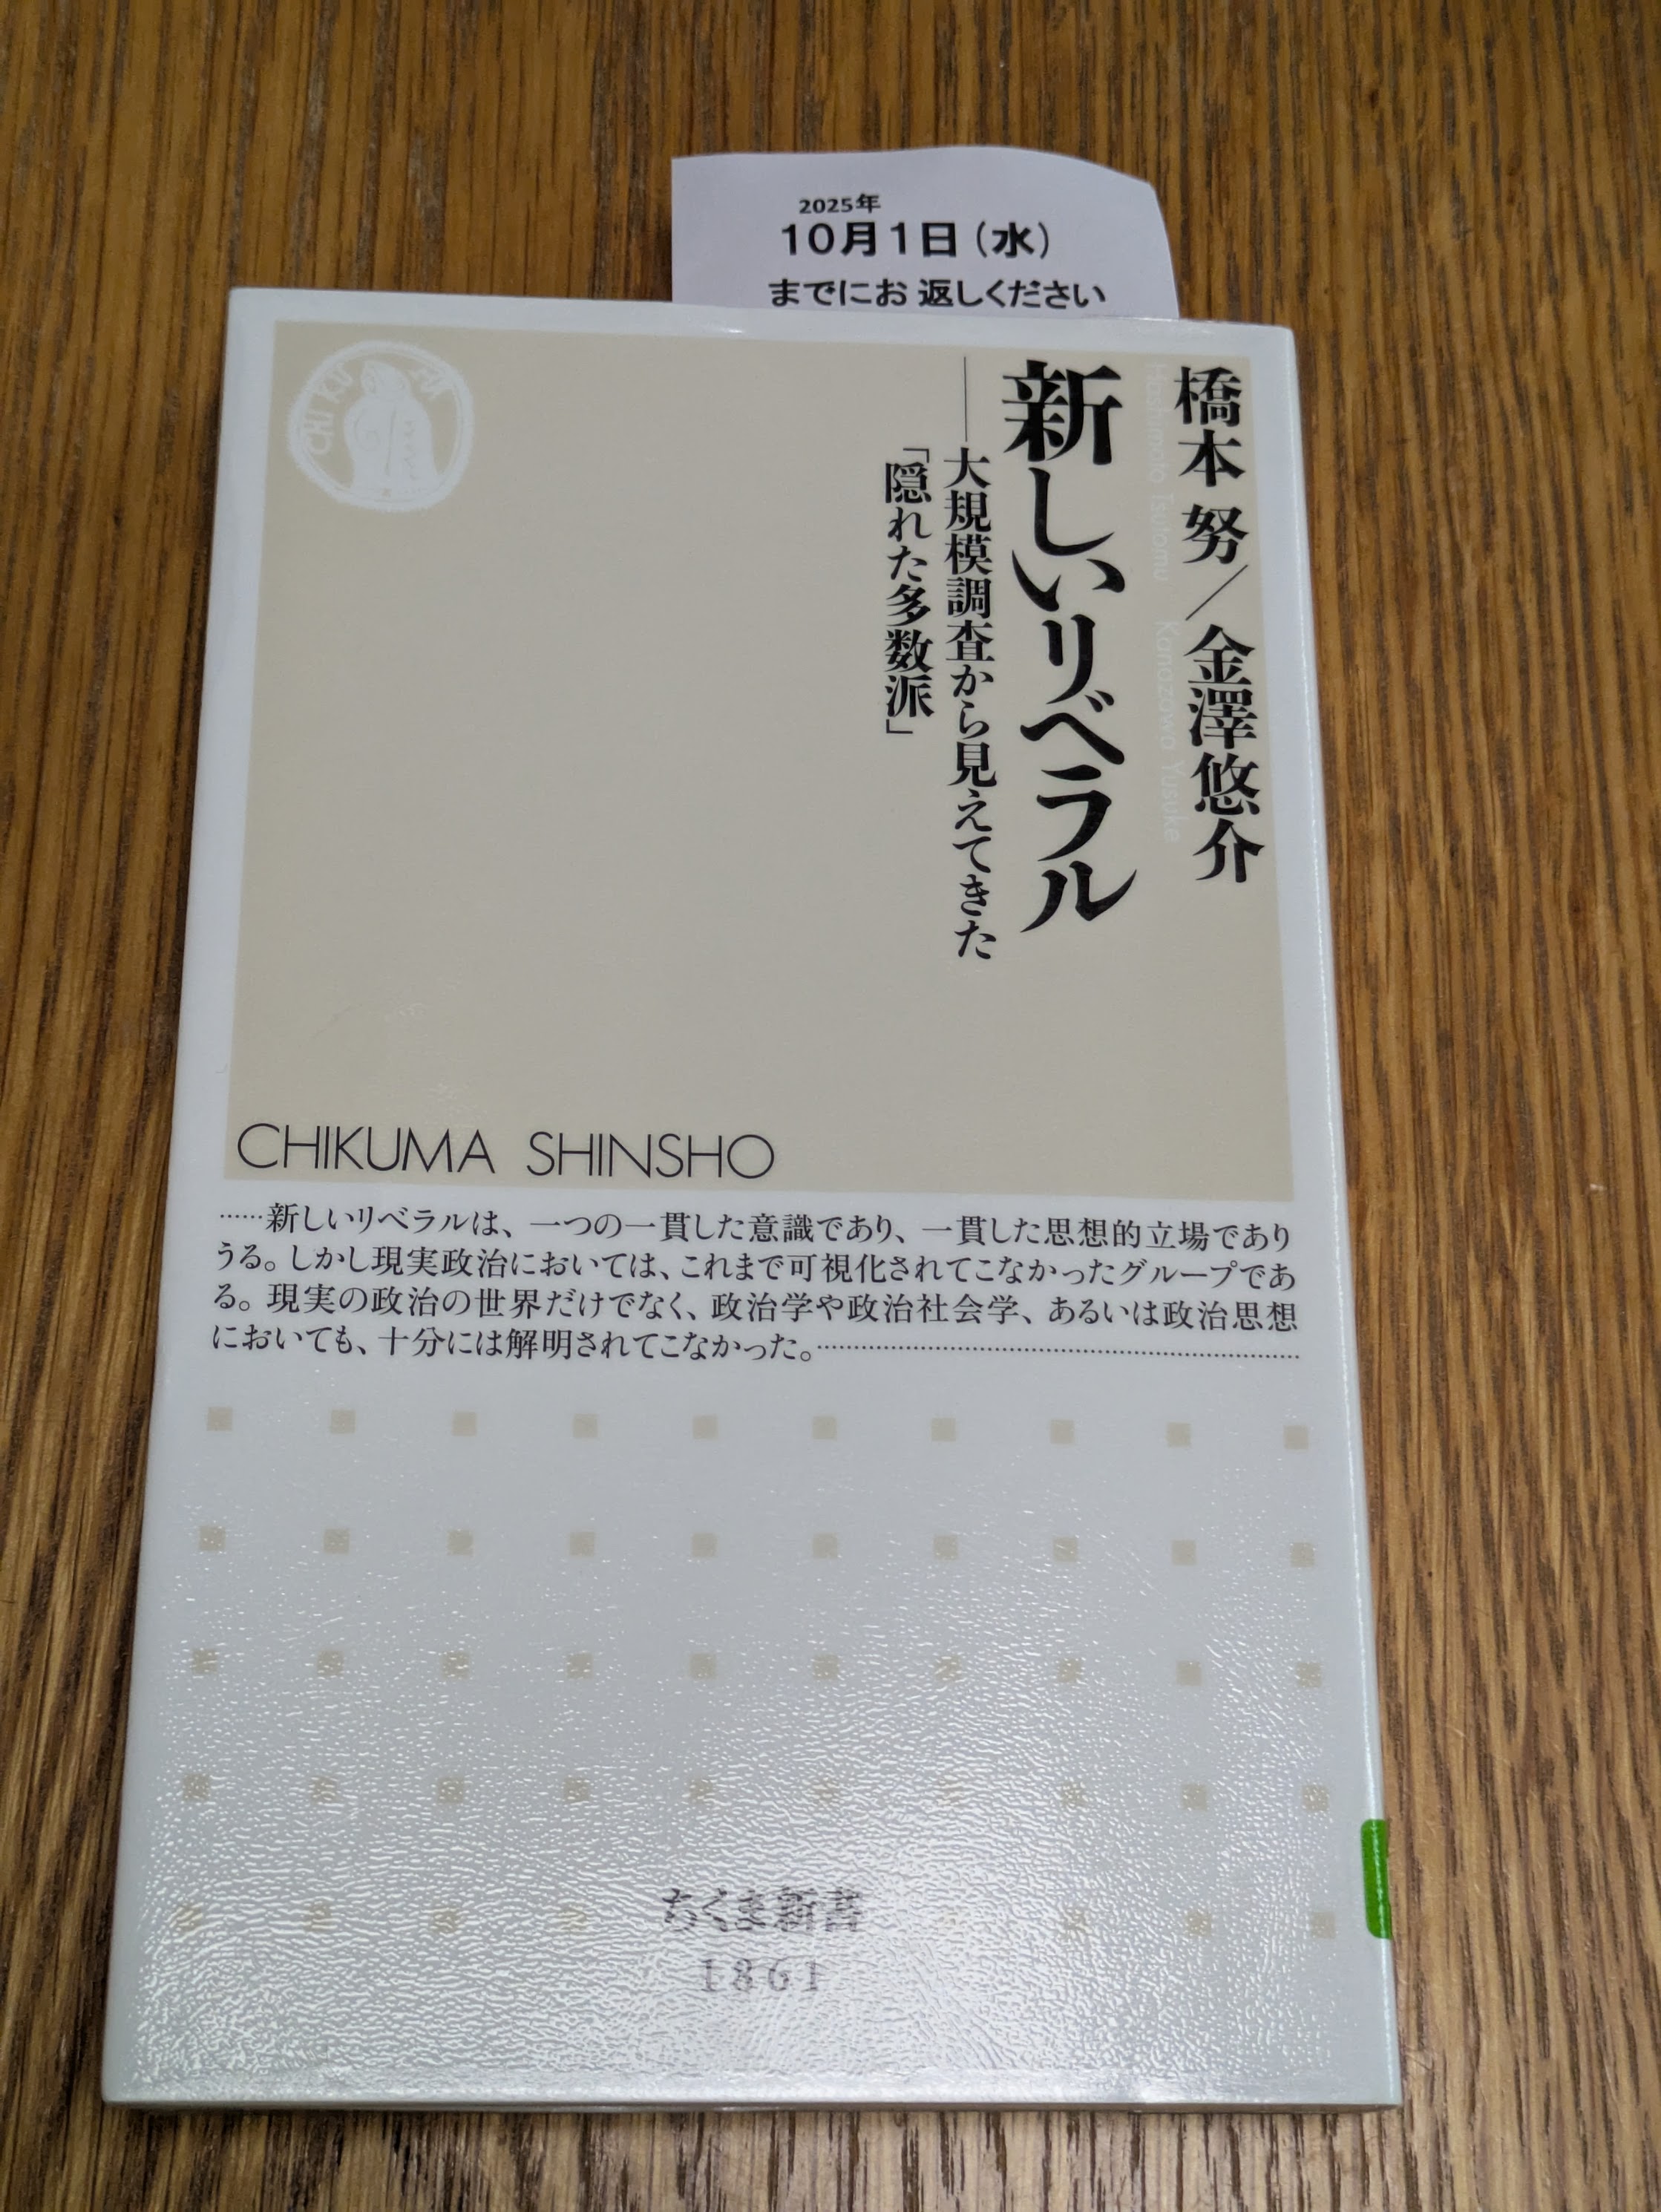 2025年
10月1日(水)
までにお 返しください
橋本 努/金澤悠介
Hashimoto Tsutomu Kanazawa Yusuke
新しいリベラル
──大規模調査から見えてきた
「隠れた多数派」
CHIKUMA
CHIKUMA SHINSHO
……新しいリベラルは、一つの一貫した意識であり、一貫した思想的立場であり
うる。しかし現実政治においては、これまで可視化されてこなかったグループであ
る。現実の政治の世界だけでなく、政治学や政治社会学、あるいは政治思想
においても、十分には解明されてこなかった。……………………………………
ちくま新書
1861